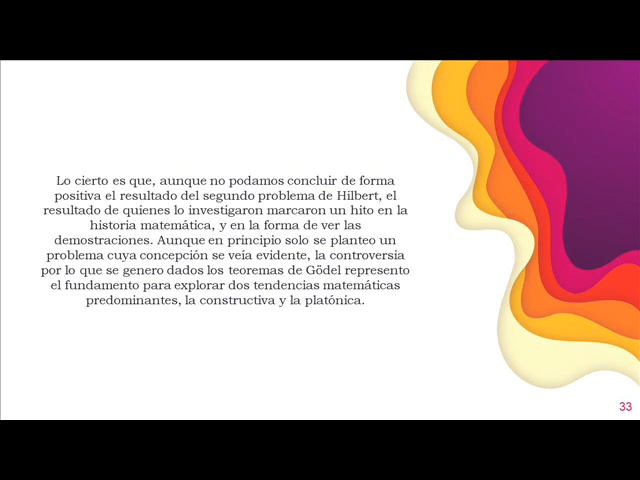 Lo cierto es que, aunque no podamos concluir de forma
positiva el resultado del segundo problema de Hilbert, el
resultado de quienes lo investigaron marcaron un hito en la
historia matemática, y en la forma de ver las
demostraciones. Aunque en principio solo se planteo un
problema cuya concepción se veía evidente, la controversia
por lo que se genero dados los teoremas de Gödel represento
el fundamento para explorar dos tendencias matemáticas
predominantes, la constructiva y la platónica.
33